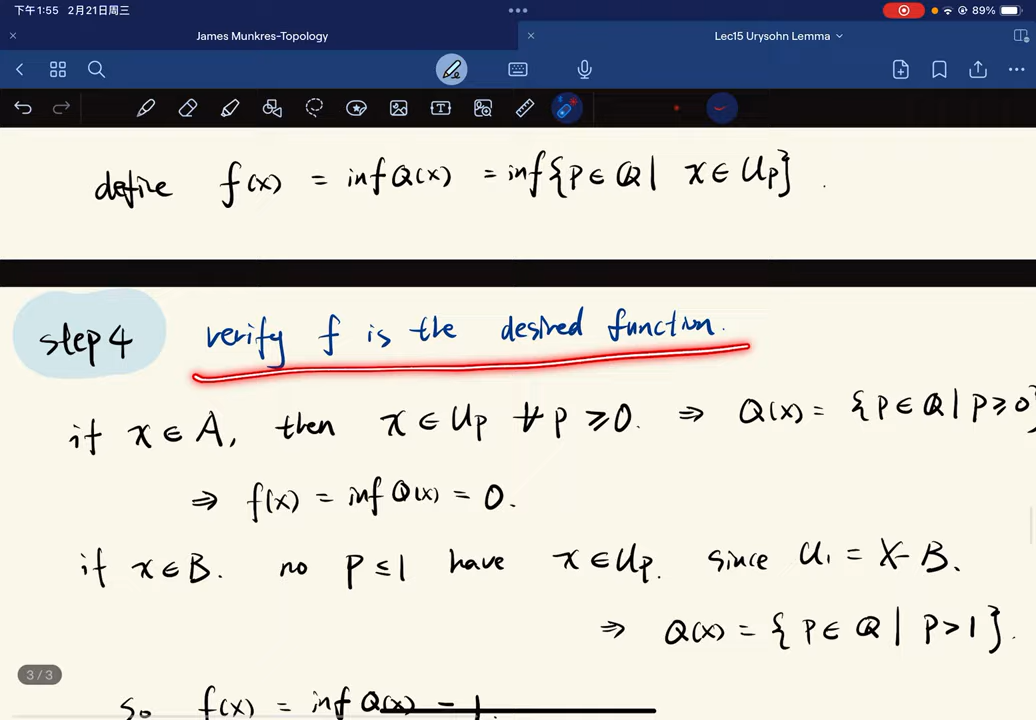 下午1:55 2月21日周三
89%
James Munkres-Topology
Lec15 Urysohn Lemma
define f(x) = inf Q(x) = inf{p∈Q| x∈Up}.
step 4 verify f is the desired function.
if x∈A, then x∈Up ∀p⩾0. ⇒ Q(x) = {p∈Q|p⩾0}
⇒ f(x) = inf Q(x) = 0.
if x∈B. no p≤1 have x∈Up. since U₁ = X-B.
⇒ Q(x) = {p∈Q | p>1}.
3/3
So f(x) = inf Q(x) = 1.